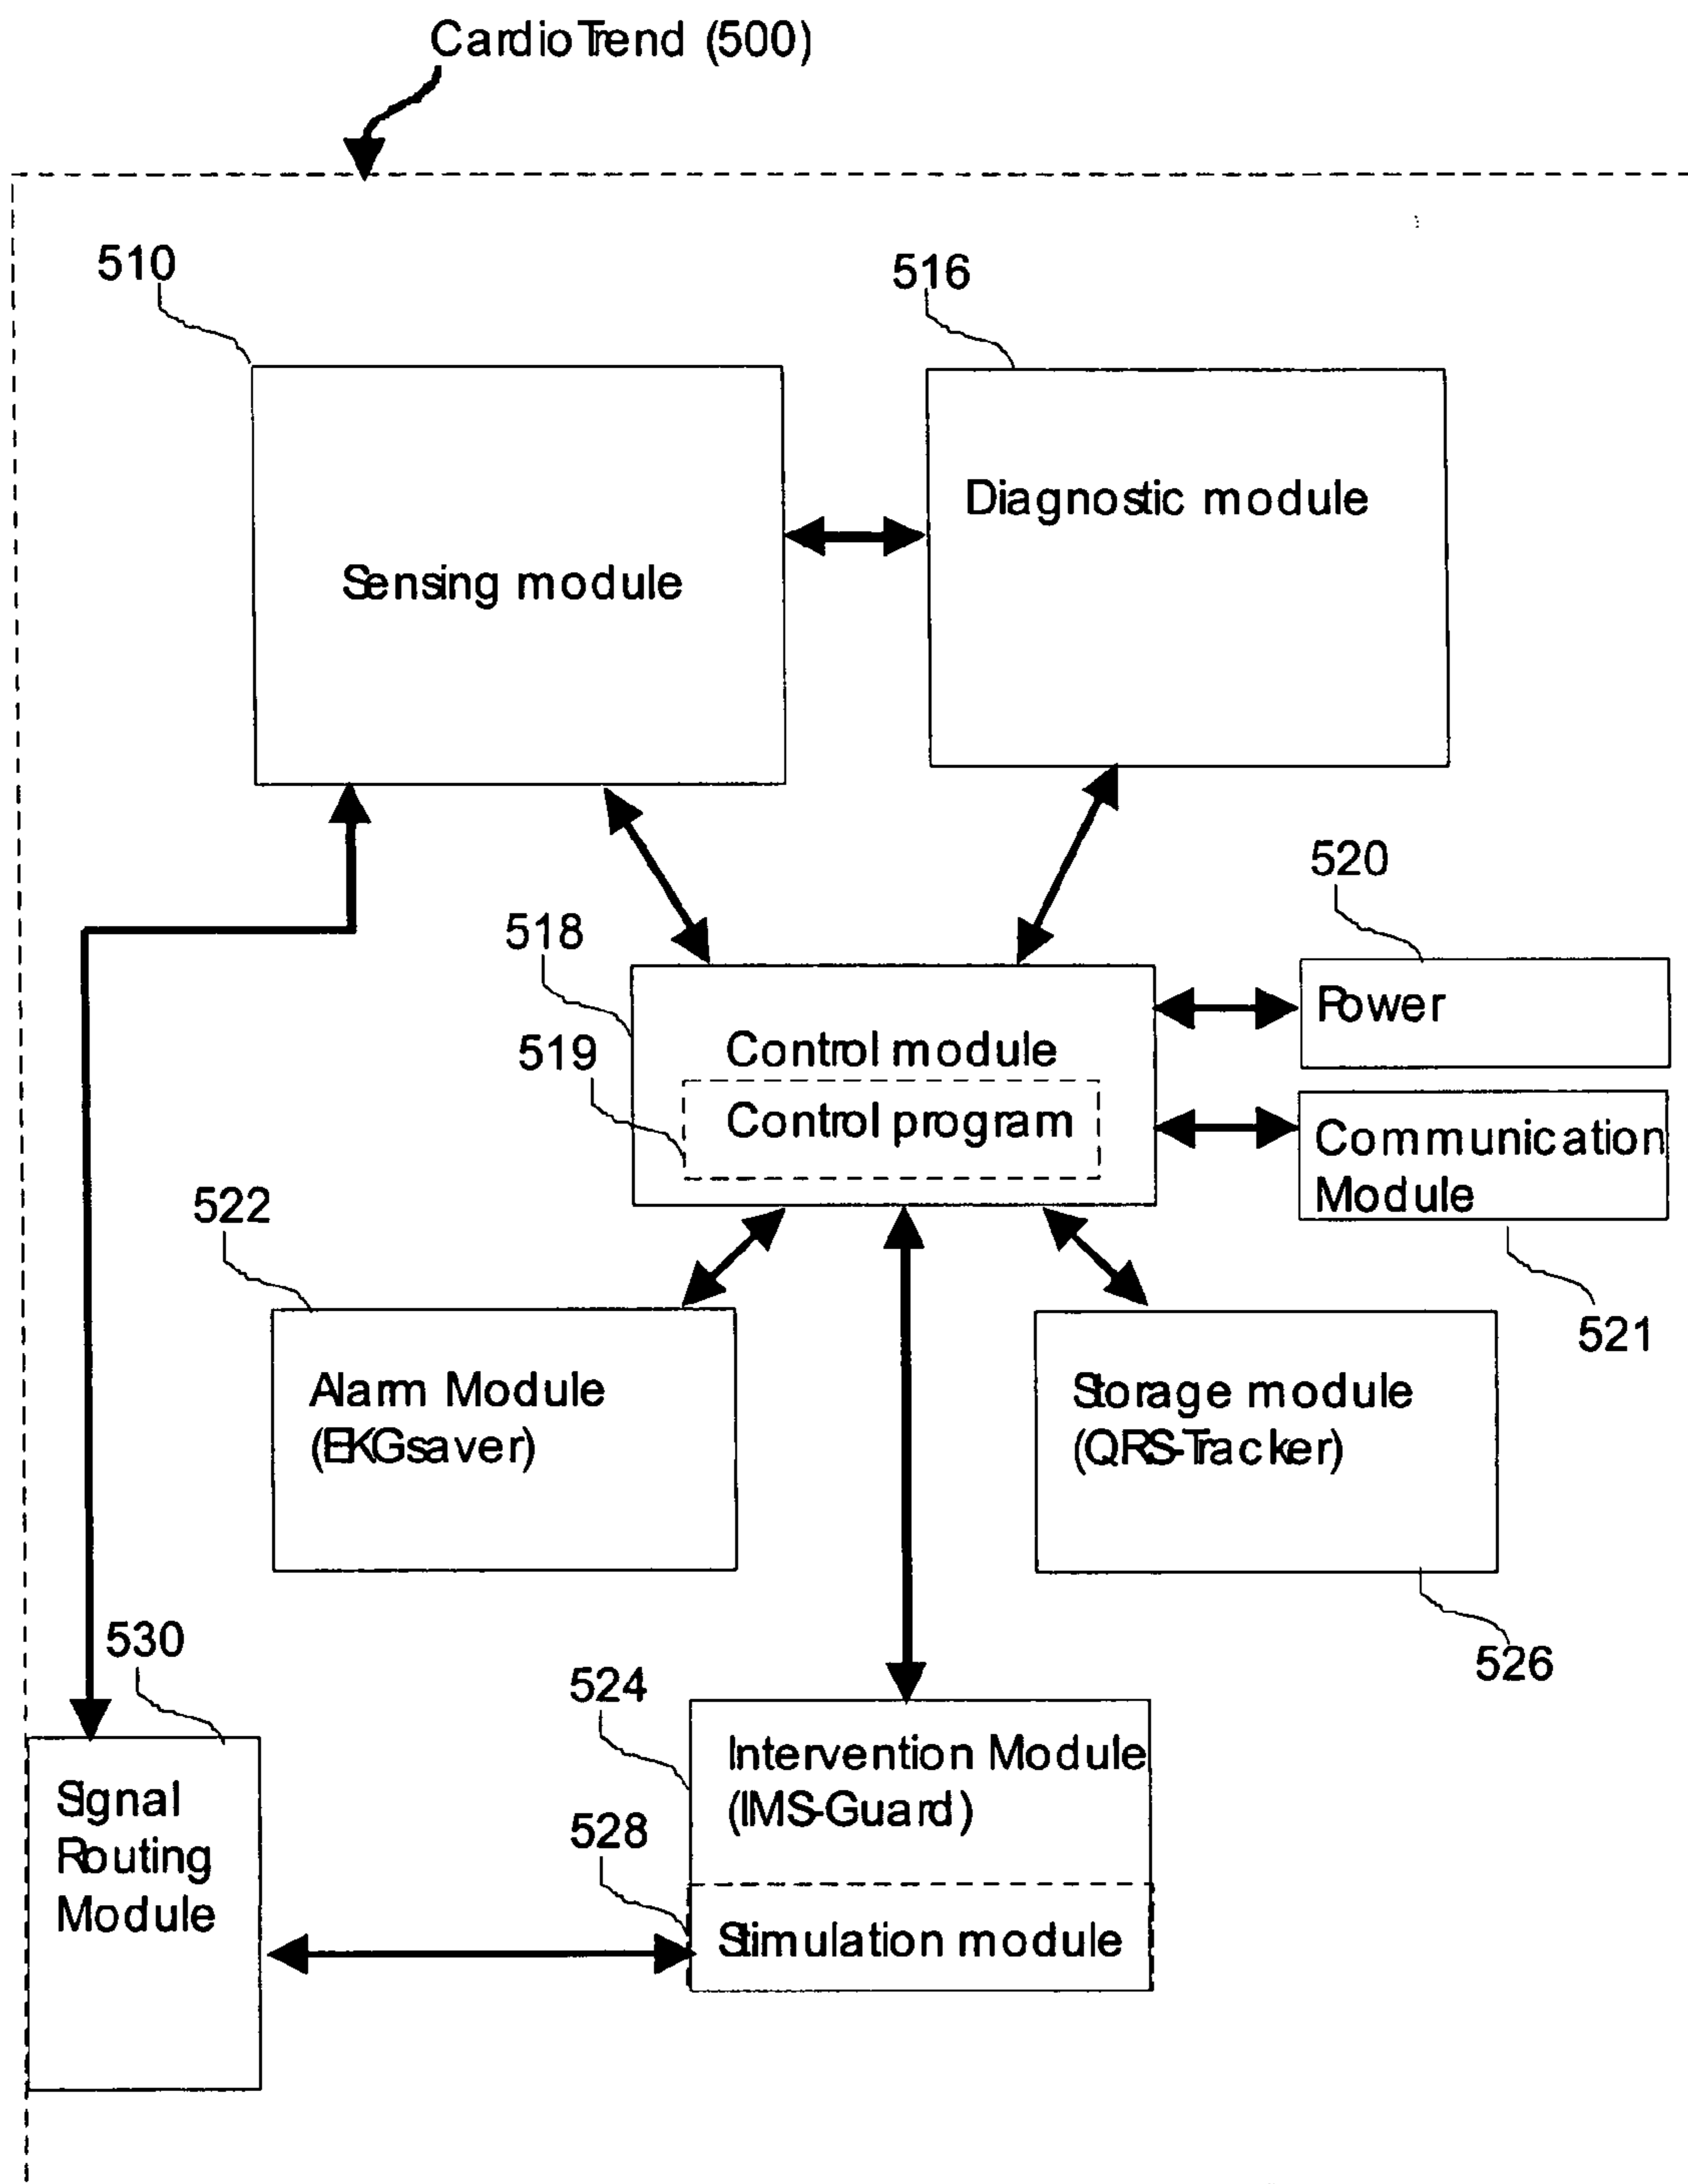 CardioTrend (500)
510
516
Diagnostic module
Sensing module
520
518
Power
519
Control module
Control program
Communication
Module
522
521
Alarm Module
(EKGsaver)
Storage module
(QRS-Tracker)
530
524
526
Intervention Module
(IMS-Guard)
Signal
Routing
Module
528
Stimulation module